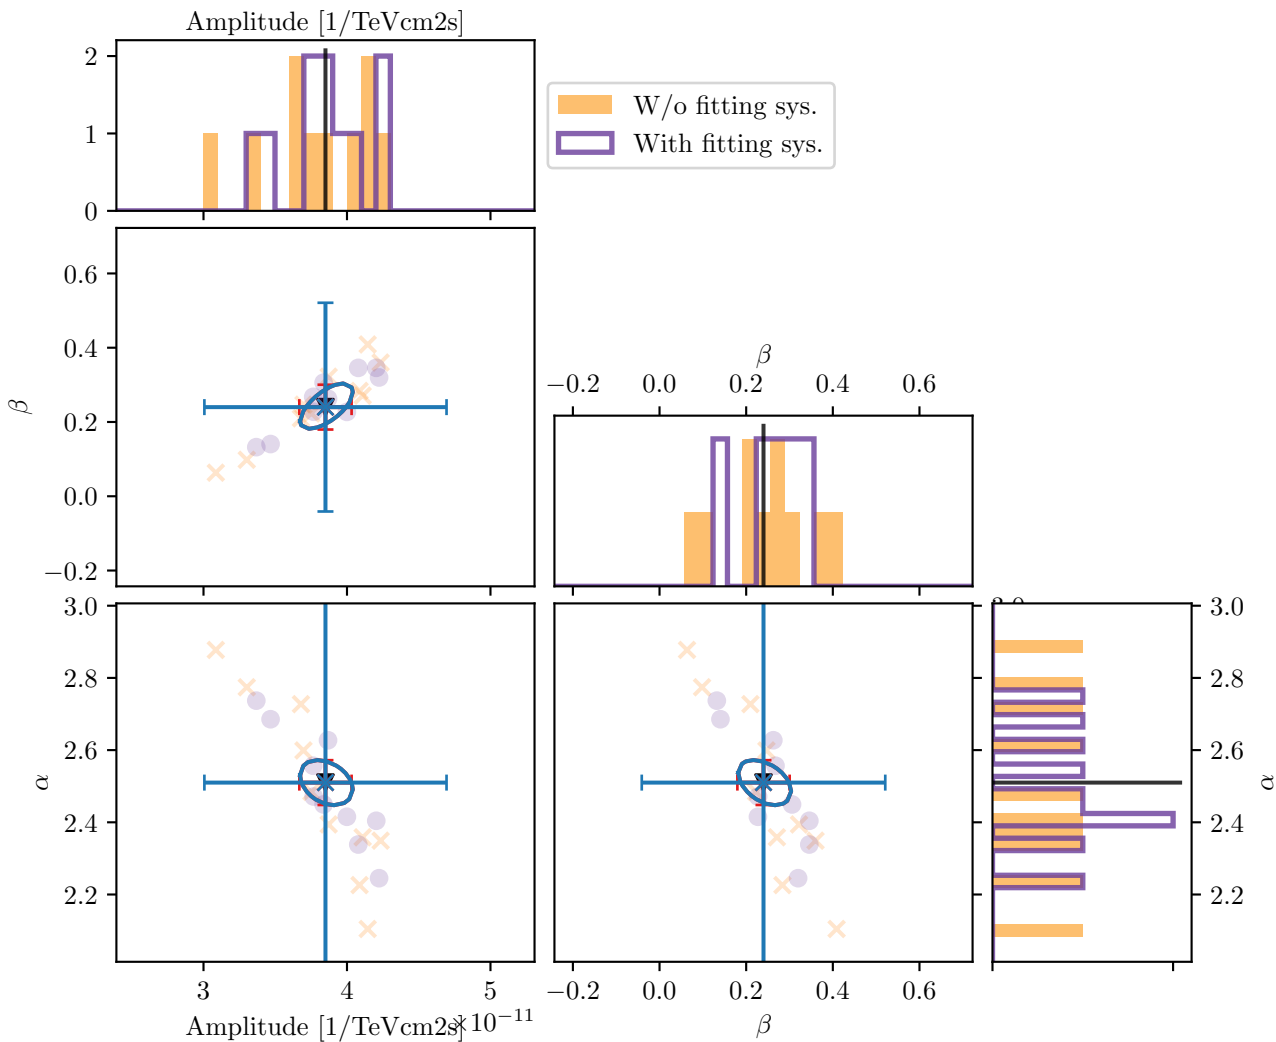 Amplitude [1/TeVcm2s]
2
1
0
W/o fitting sys.
With fitting sys.
β
0.6
0.4
0.2
0.0
−0.2
β
−0.2 0.0 0.2 0.4 0.6
α
3.0
2.8
2.6
2.4
2.2
3.0
2.8
2.6
2.4
2.2
α
3 4 5
×10−11
Amplitude [1/TeVcm2s]
−0.2 0.0 0.2 0.4 0.6
β